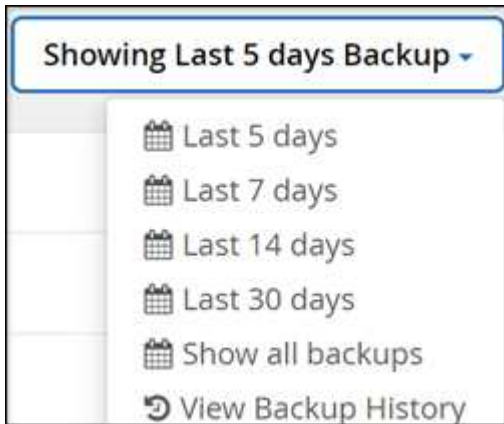 Showing Last 5 days Backup
Last 5 days
Last 7 days
Last 14 days
Last 30 days
Show all backups
View Backup History